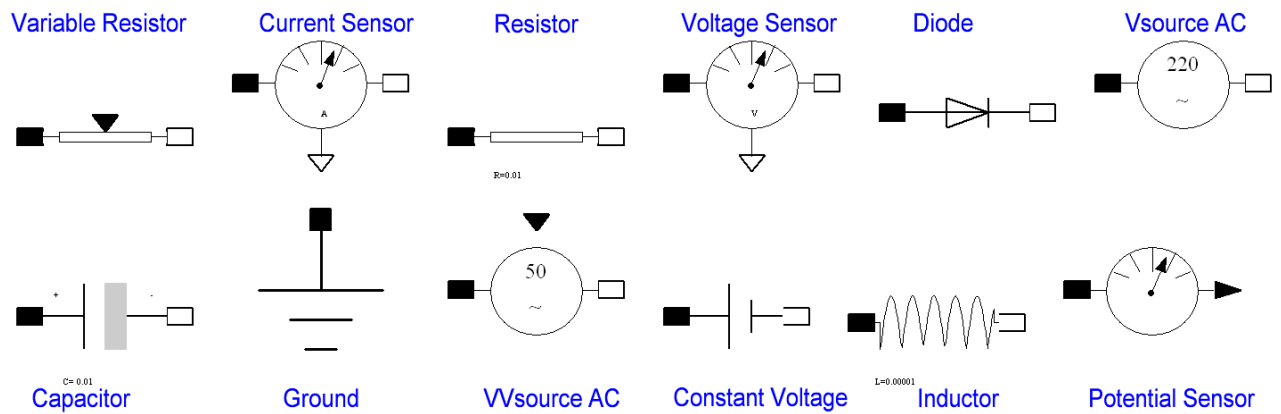 Variable Resistor
Current Sensor
Resistor
Voltage Sensor
Diode
Vsource AC
A
R=0.01
V
220
~
+
-
C= 0.01
50
~
L=0.00001
Capacitor
Ground
VVsource AC
Constant Voltage
Inductor
Potential Sensor